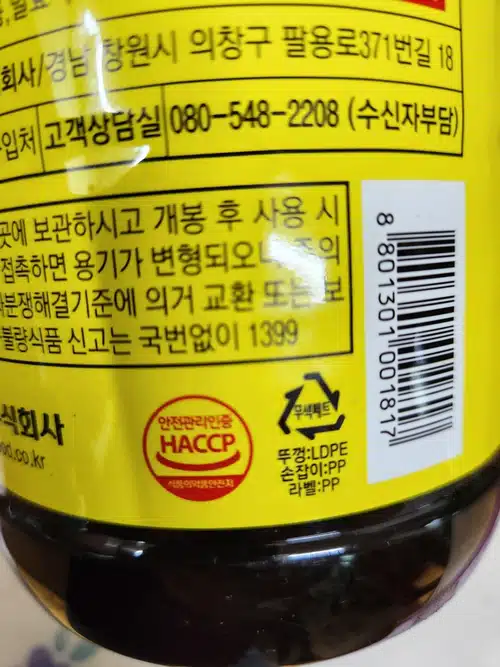 회사/경남 창원시 의창구 팔용로371번길 18
입처 고객상담실 080-548-2208 (수신자부담)
곳에 보관하시고 개봉 후 사용 시
접촉하면 용기가 변형되오니 주의
분쟁해결기준에 의거 교환 또는 보
불량식품 신고는 국번없이 1399
식회사
od.co.kr
안전관리인증
HACCP
식품의약품안전처
무색페트
뚜껑:LDPE
손잡이:PP
라벨:PP
8 801301 001817